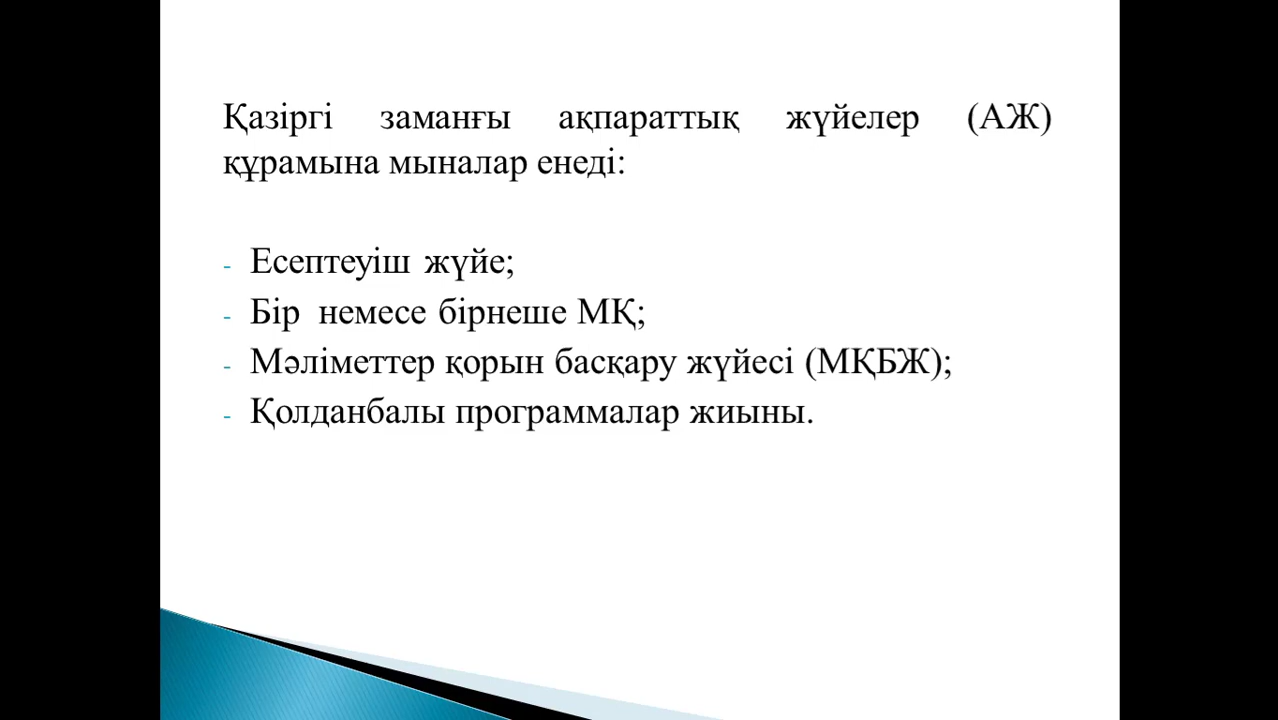 Қазіргі заманғы ақпараттық жүйелер (АЖ)
құрамына мыналар енеді:
- Есептеуіш жүйе;
- Бір немесе бірнеше МҚ;
- Мәліметтер қорын басқару жүйесі (МҚБЖ);
- Қолданбалы программалар жиыны.